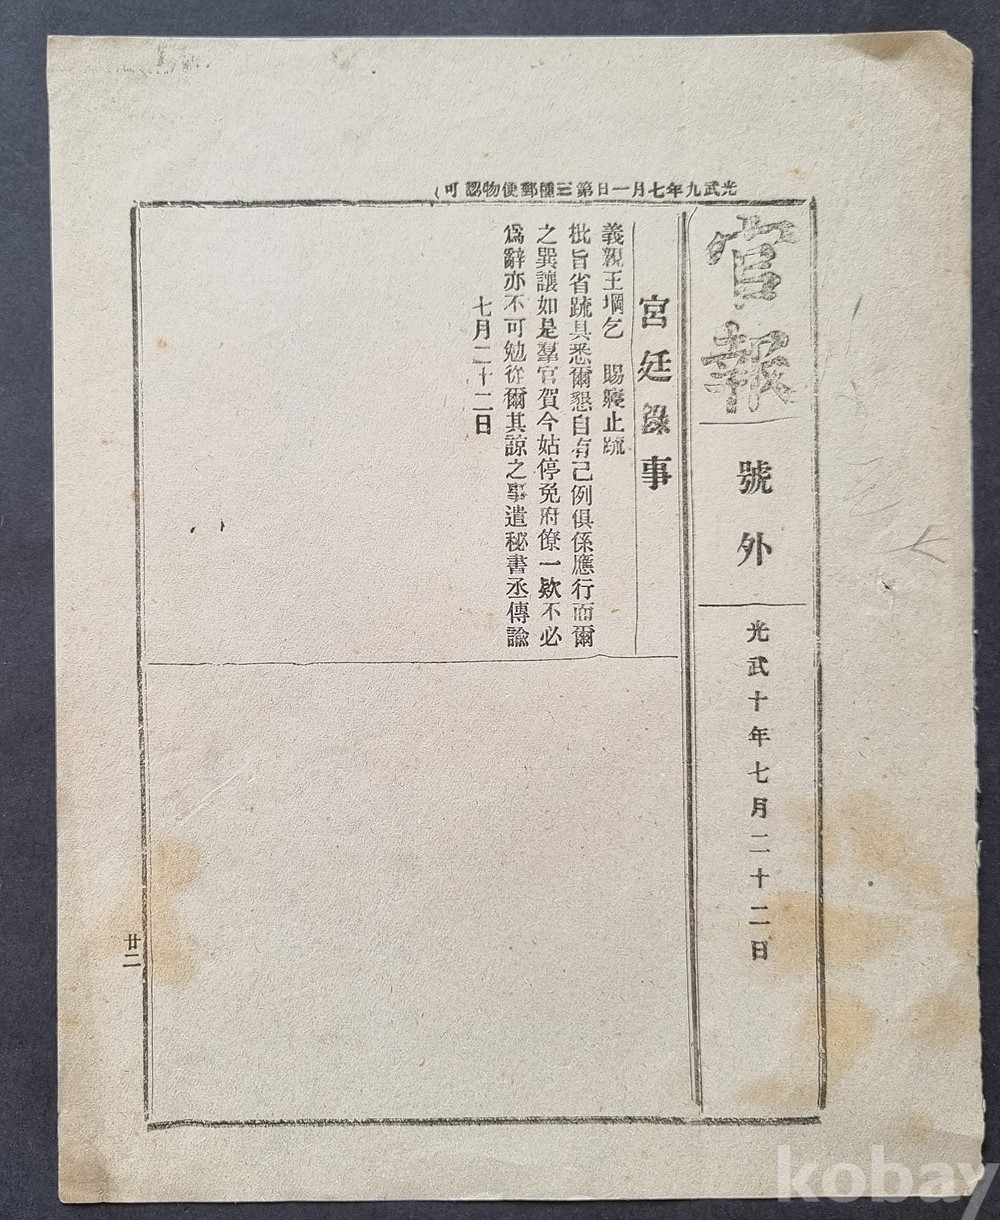 光武九年七月一日第三種郵便物認可
官報
號外
光武十年七月二十二日
宮廷錄事
義親王堈乞　賜寢止疏
批旨省疏具悉爾懇自有已例俱係應行而爾
之巽讓如是羣官賀今姑停免府僚一欵不必
爲辭亦不可勉從爾其諒之事遣秘書丞傳諭
七月二十二日
廿二
kobay